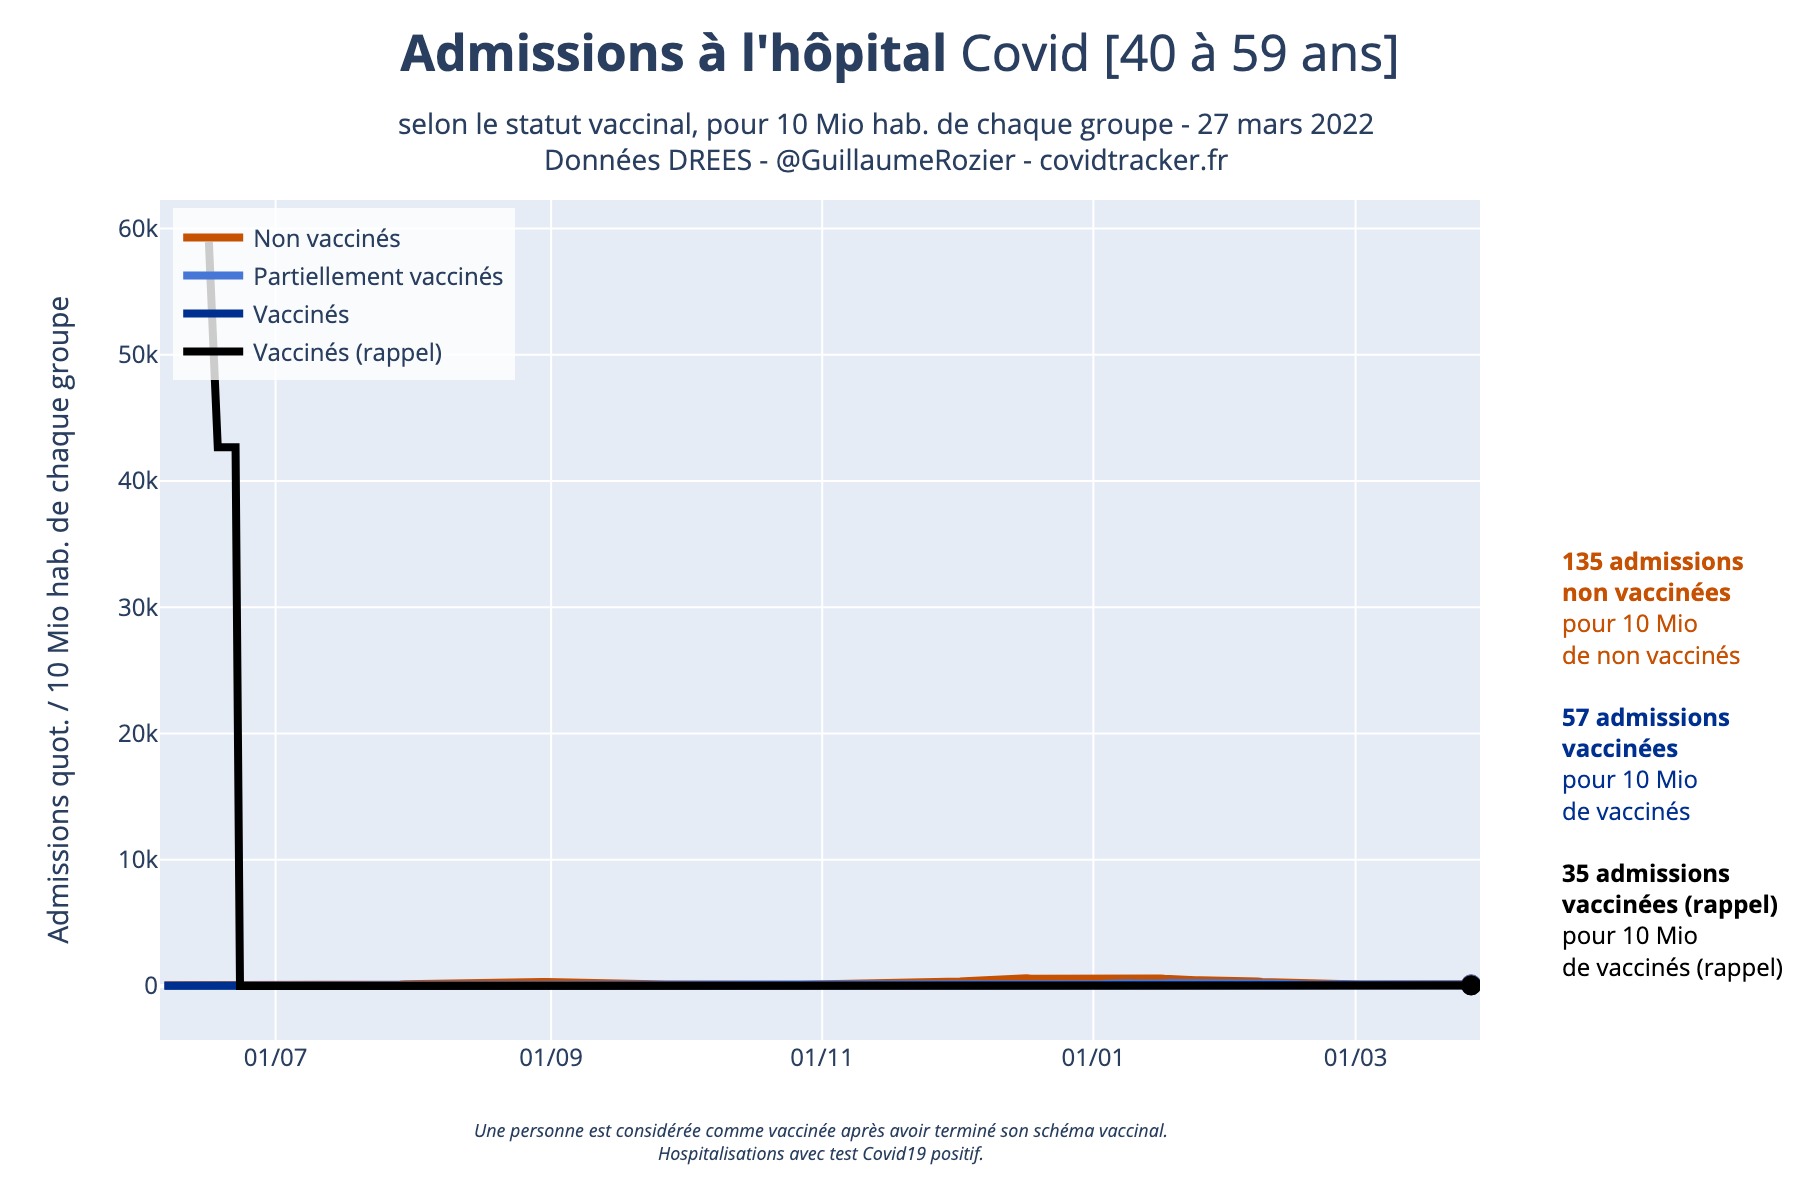 Admissions à l'hôpital Covid [40 à 59 ans]
selon le statut vaccinal, pour 10 Mio hab. de chaque groupe - 27 mars 2022
Données DREES - @GuillaumeRozier - covidtracker.fr
Admissions quot. / 10 Mio hab. de chaque groupe
60k
50k
40k
30k
20k
10k
0
Non vaccinés
Partiellement vaccinés
Vaccinés
Vaccinés (rappel)
135 admissions
non vaccinées
pour 10 Mio
de non vaccinés
57 admissions
vaccinées
pour 10 Mio
de vaccinés
35 admissions
vaccinées (rappel)
pour 10 Mio
de vaccinés (rappel)
01/07
01/09
01/11
01/01
01/03
Une personne est considérée comme vaccinée après avoir terminé son schéma vaccinal.
Hospitalisations avec test Covid19 positif.